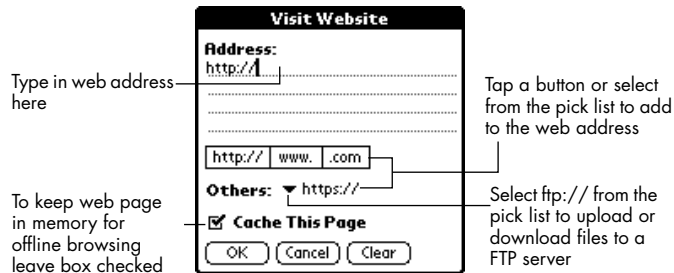 Visit Website
Address:
http://
Type in web address
here
Tap a button or select
from the pick list to add
to the web address
http:// www. .com
Others: https://
To keep web page
in memory for
offline browsing
leave box checked
Select ftp:// from the
pick list to upload or
download files to a
FTP server
Cache This Page
OK Cancel Clear